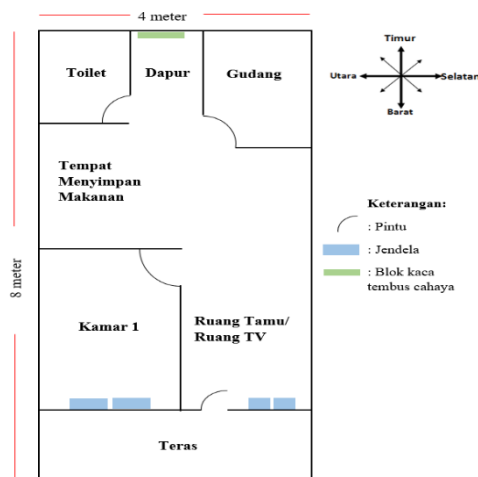 4 meter
Toilet
Dapur
Gudang
Timur
Utara
Selatan
Barat
Tempat
Menyimpan
Makanan
Keterangan:
: Pintu
: Jendela
: Blok kaca
tembus cahaya
8 meter
Kamar 1
Ruang Tamu/
Ruang TV
Teras